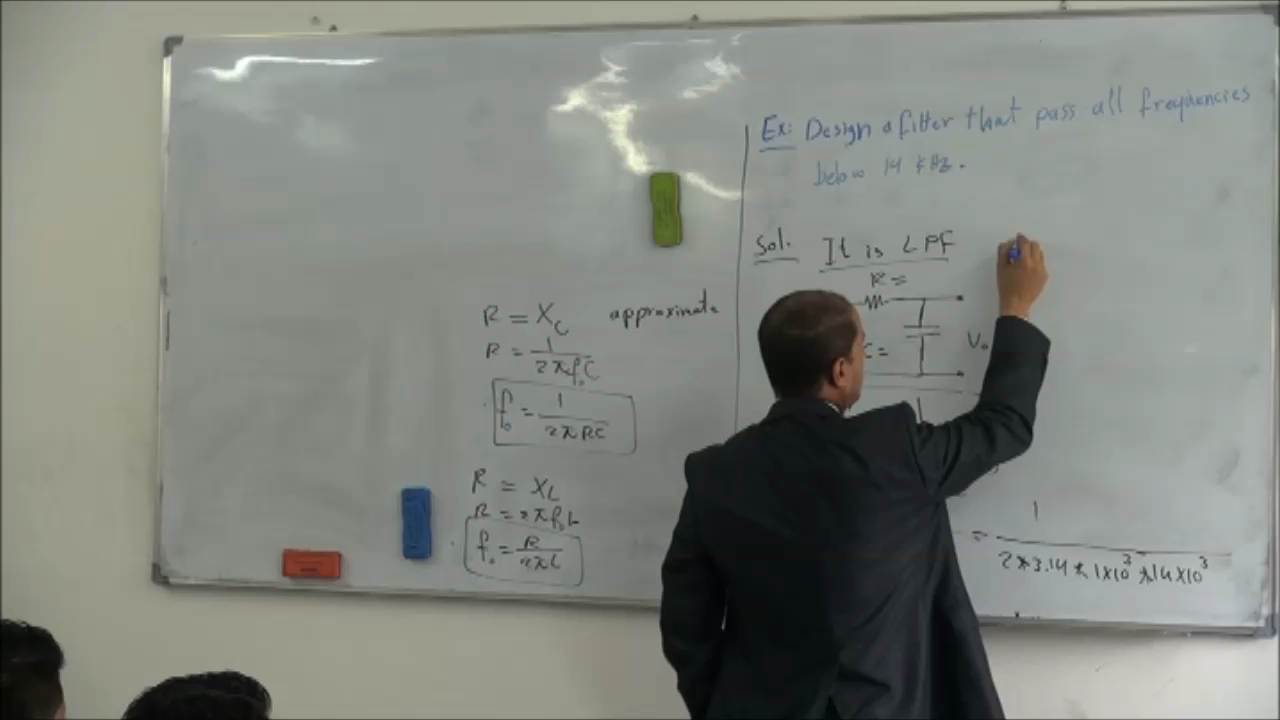 R = XC approximate
R = 1 / 2πf₀C
f₀ = 1 / 2πRC
R = XL
R = 2πf₀L
f₀ = R / 2πL
Ex: Design a filter that pass all frequencies
below 14 kHz.
Sol. It is LPF
R =
C =
Vo
1
= 1 / 2*3.14*1x10³*14x10³